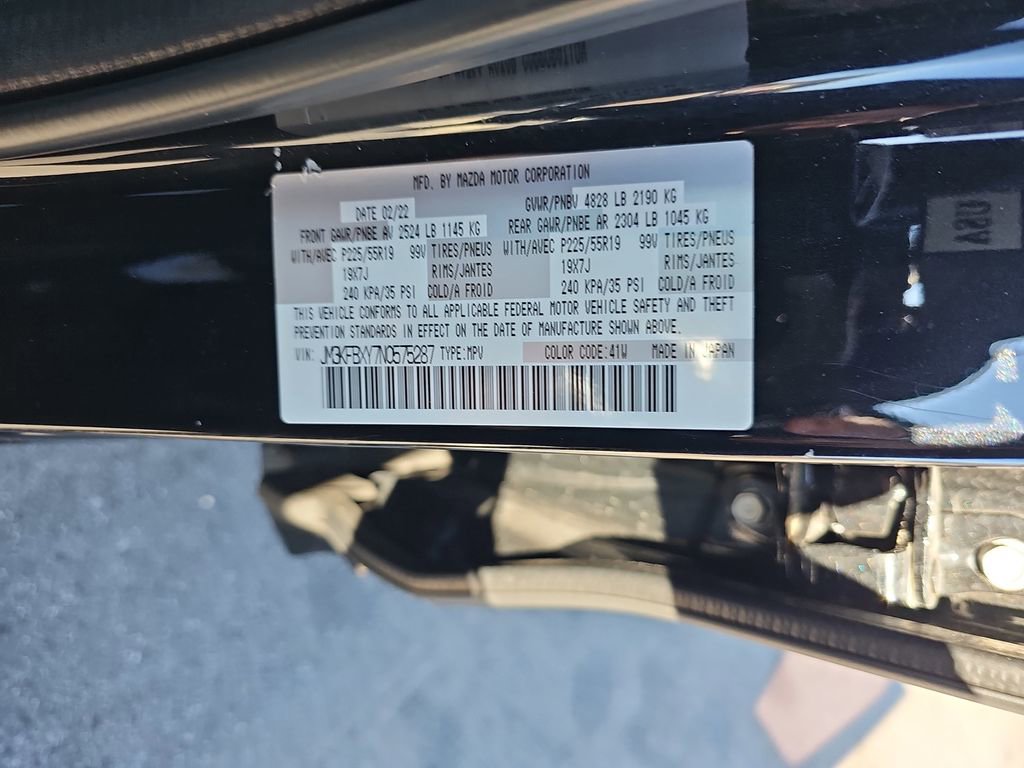 MFD. BY MAZDA MOTOR CORPORATION
DATE 02/22 GVWR/PNBV 4828 LB 2190 KG
FRONT GAWR/PNBE AV 2524 LB 1145 KG REAR GAWR/PNBE AR 2304 LB 1045 KG
WITH/AVEC P225/55R19 99V TIRES/PNEUS WITH/AVEC P225/55R19 99V TIRES/PNEUS
19X7J RIMS/JANTES 19X7J RIMS/JANTES
240 KPA/35 PSI COLD/A FROID 240 KPA/35 PSI COLD/A FROID
THIS VEHICLE CONFORMS TO ALL APPLICABLE FEDERAL MOTOR VEHICLE SAFETY AND THEFT
PREVENTION STANDARDS IN EFFECT ON THE DATE OF MANUFACTURE SHOWN ABOVE.
VIN: JM3KFBXY7N0575287 TYPE:MPV COLOR CODE:41W MADE IN JAPAN